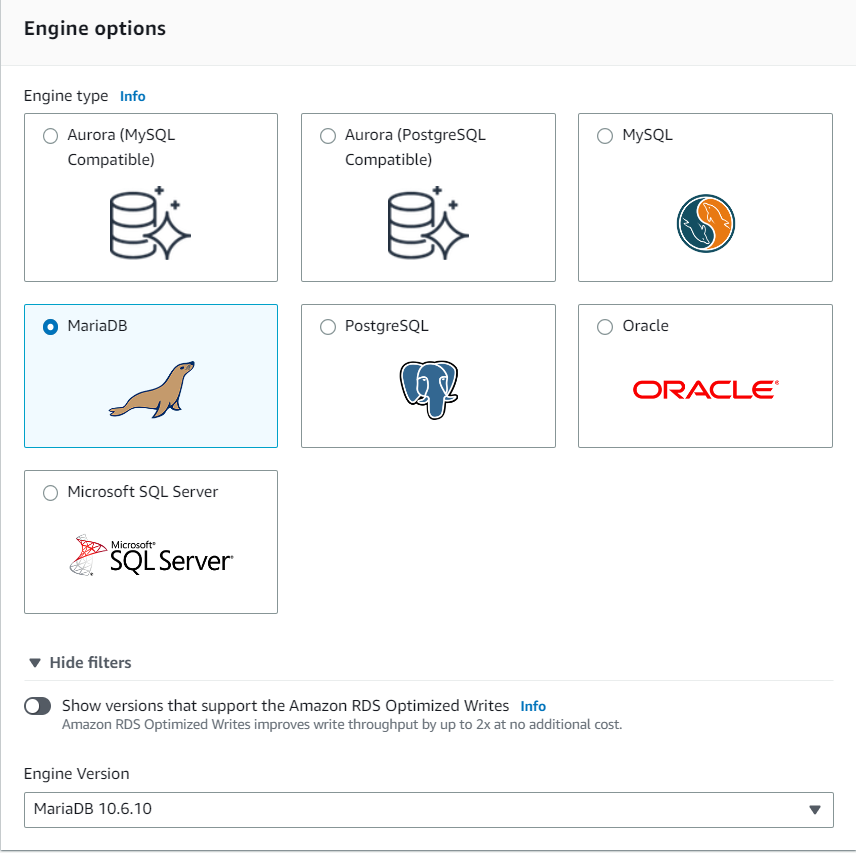 Engine options
Engine type Info
Aurora (MySQL
Compatible)
Aurora (PostgreSQL
Compatible)
MySQL
MariaDB
PostgreSQL
Oracle
ORACLE®
Microsoft SQL Server
Microsoft®
SQL Server®
Hide filters
Show versions that support the Amazon RDS Optimized Writes Info
Amazon RDS Optimized Writes improves write throughput by up to 2x at no additional cost.
Engine Version
MariaDB 10.6.10